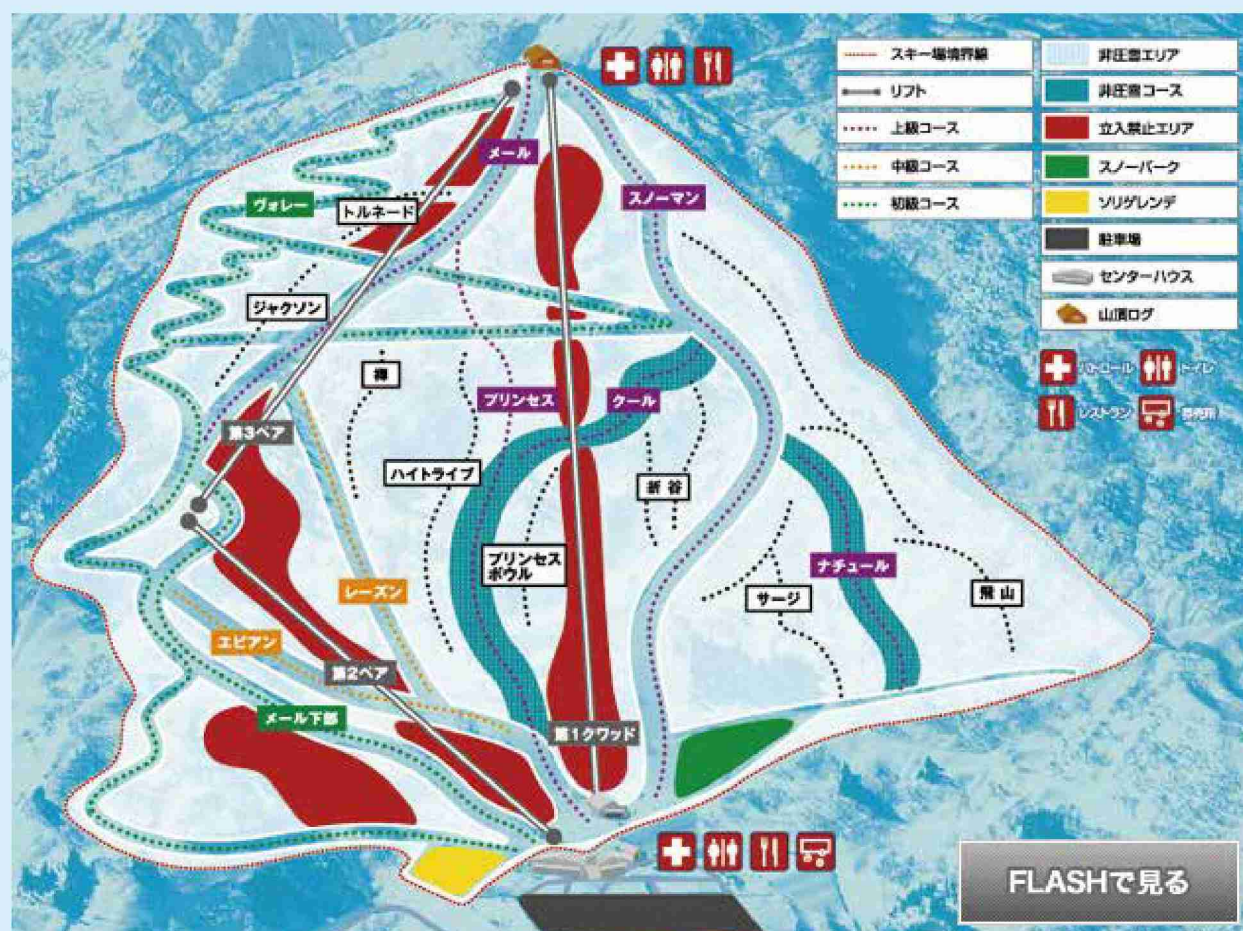 スキー場境界線
リフト
上級コース
中級コース
初級コース
非圧雪エリア
非圧雪コース
立入禁止エリア
スノーパーク
ソリゲレンデ
駐車場
センターハウス
山頂ログ
パトロール
トイレ
レストラン
メール
ヴォレー
トルネード
スノーマン
ジャクソン
プリンセス
クール
第3ペア
ハイトライブ
プリンセス
ボウル
ナチュール
レーズン
サージ
飛山
エビアン
第2ペア
メール下部
第1クワッド
FLASHで見る